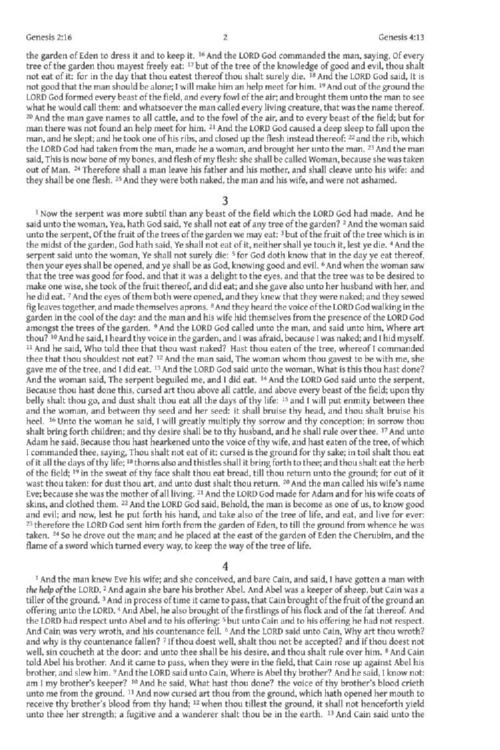 Genesis 2:16 2 Genesis 4:13
the garden of Eden to dress it and to keep it. 16 And the LORD God commanded the man, saying, Of every
tree of the garden thou mayest freely eat: 17 but of the tree of the knowledge of good and evil, thou shalt
not eat of it: for in the day that thou eatest thereof thou shalt surely die. 18 And the LORD God said, It is
not good that the man should be alone; I will make him an help meet for him. 19 And out of the ground the
LORD God formed every beast of the field, and every fowl of the air; and brought them unto the man to see
what he would call them: and whatsoever the man called every living creature, that was the name thereof.
20 And the man gave names to all cattle, and to the fowl of the air, and to every beast of the field; but for
man there was not found an help meet for him. 21 And the LORD God caused a deep sleep to fall upon the
man, and he slept; and he took one of his ribs, and closed up the flesh instead thereof: 22 and the rib, which
the LORD God had taken from the man, made he a woman, and brought her unto the man. 23 And the man
said, This is now bone of my bones, and flesh of my flesh: she shall be called Woman, because she was taken
out of Man. 24 Therefore shall a man leave his father and his mother, and shall cleave unto his wife: and
they shall be one flesh. 25 And they were both naked, the man and his wife, and were not ashamed.
3
1 Now the serpent was more subtil than any beast of the field which the LORD God had made. And he
said unto the woman, Yea, hath God said, Ye shall not eat of any tree of the garden? 2 And the woman said
unto the serpent, Of the fruit of the trees of the garden we may eat: 3 but of the fruit of the tree which is in
the midst of the garden, God hath said, Ye shall not eat of it, neither shall ye touch it, lest ye die. 4 And the
serpent said unto the woman, Ye shall not surely die: 5 for God doth know that in the day ye eat thereof,
then your eyes shall be opened, and ye shall be as God, knowing good and evil. 6 And when the woman saw
that the tree was good for food, and that it was a delight to the eyes, and that the tree was to be desired to
make one wise, she took of the fruit thereof, and did eat; and she gave also unto her husband with her, and
he did eat. 7 And the eyes of them both were opened, and they knew that they were naked; and they sewed
fig leaves together, and made themselves aprons. 8 And they heard the voice of the LORD God walking in the
garden in the cool of the day: and the man and his wife hid themselves from the presence of the LORD God
amongst the trees of the garden. 9 And the LORD God called unto the man, and said unto him, Where art
thou? 10 And he said, I heard thy voice in the garden, and I was afraid, because I was naked; and I hid myself.
11 And he said, Who told thee that thou wast naked? Hast thou eaten of the tree, whereof I commanded
thee that thou shouldest not eat? 12 And the man said, The woman whom thou gavest to be with me, she
gave me of the tree, and I did eat. 13 And the LORD God said unto the woman, What is this thou hast done?
And the woman said, The serpent beguiled me, and I did eat. 14 And the LORD God said unto the serpent,
Because thou hast done this, cursed art thou above all cattle, and above every beast of the field; upon thy
belly shalt thou go, and dust shalt thou eat all the days of thy life: 15 and I will put enmity between thee
and the woman, and between thy seed and her seed: it shall bruise thy head, and thou shalt bruise his
heel. 16 Unto the woman he said, I will greatly multiply thy sorrow and thy conception; in sorrow thou
shalt bring forth children; and thy desire shall be to thy husband, and he shall rule over thee. 17 And unto
Adam he said, Because thou hast hearkened unto the voice of thy wife, and hast eaten of the tree, of which
I commanded thee, saying, Thou shalt not eat of it: cursed is the ground for thy sake; in toil shalt thou eat
of it all the days of thy life; 18 thorns also and thistles shall it bring forth to thee; and thou shalt eat the herb
of the field; 19 in the sweat of thy face shalt thou eat bread, till thou return unto the ground; for out of it
wast thou taken: for dust thou art, and unto dust shalt thou return. 20 And the man called his wife's name
Eve; because she was the mother of all living. 21 And the LORD God made for Adam and for his wife coats of
skins, and clothed them. 22 And the LORD God said, Behold, the man is become as one of us, to know good
and evil; and now, lest he put forth his hand, and take also of the tree of life, and eat, and live for ever:
23 therefore the LORD God sent him forth from the garden of Eden, to till the ground from whence he was
taken. 24 So he drove out the man; and he placed at the east of the garden of Eden the Cherubim, and the
flame of a sword which turned every way, to keep the way of the tree of life.
4
1 And the man knew Eve his wife; and she conceived, and bare Cain, and said, I have gotten a man with
the help of the LORD. 2 And again she bare his brother Abel. And Abel was a keeper of sheep, but Cain was a
tiller of the ground. 3 And in process of time it came to pass, that Cain brought of the fruit of the ground an
offering unto the LORD. 4 And Abel, he also brought of the firstlings of his flock and of the fat thereof. And
the LORD had respect unto Abel and to his offering: 5 but unto Cain and to his offering he had not respect.
And Cain was very wroth, and his countenance fell. 6 And the LORD said unto Cain, Why art thou wroth?
and why is thy countenance fallen? 7 If thou doest well, shalt thou not be accepted? and if thou doest not
well, sin coucheth at the door: and unto thee shall be his desire, and thou shalt rule over him. 8 And Cain
told Abel his brother. And it came to pass, when they were in the field, that Cain rose up against Abel his
brother, and slew him. 9 And the LORD said unto Cain, Where is Abel thy brother? And he said, I know not:
am I my brother's keeper? 10 And he said, What hast thou done? the voice of thy brother's blood crieth
unto me from the ground. 11 And now cursed art thou from the ground, which hath opened her mouth to
receive thy brother's blood from thy hand; 12 when thou tillest the ground, it shall not henceforth yield
unto thee her strength; a fugitive and a wanderer shalt thou be in the earth. 13 And Cain said unto the